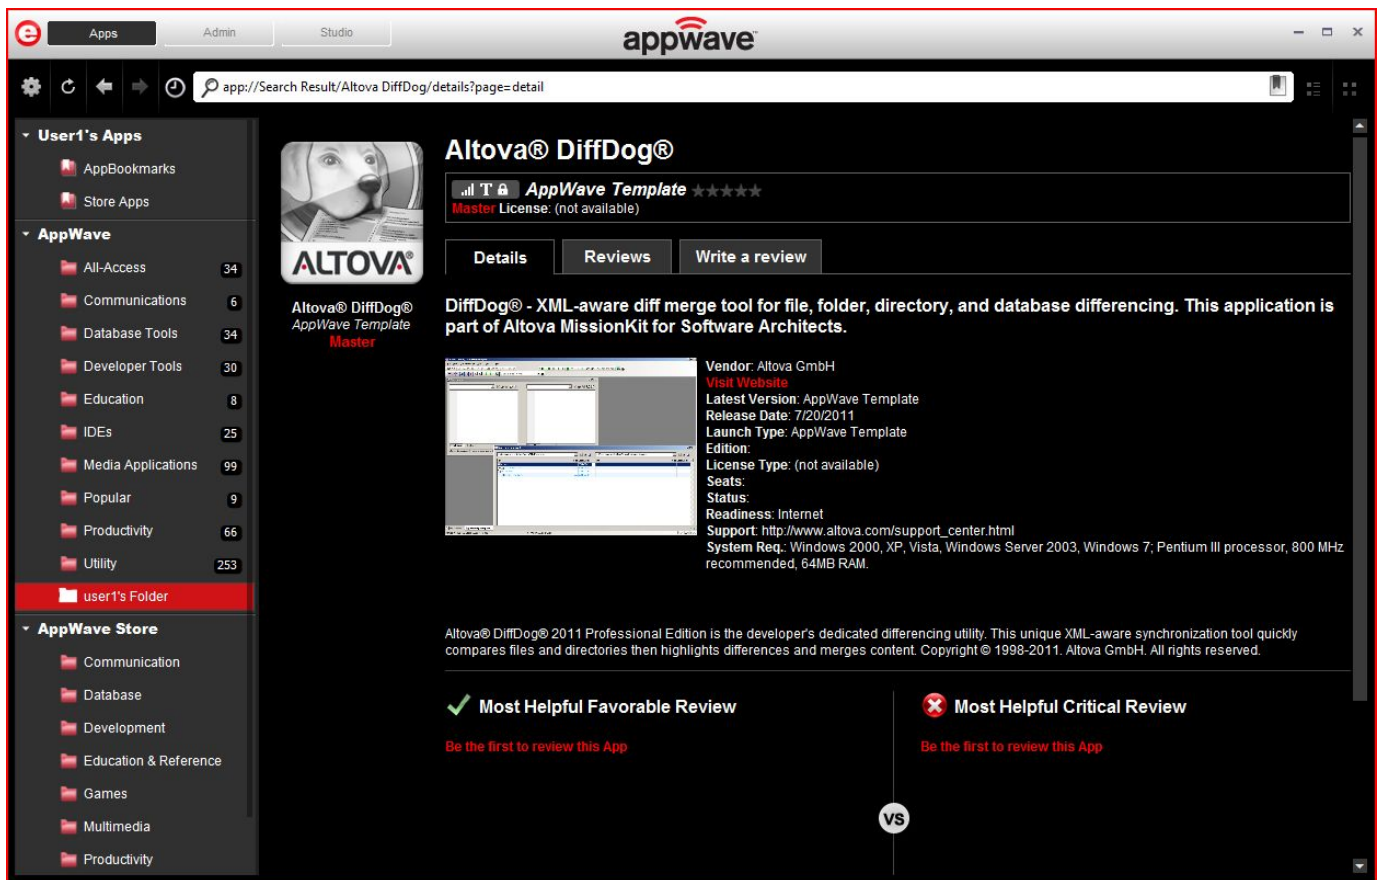 Apps
Admin
Studio
appwave™
app://Search Result/Altova DiffDog/details?page=detail
User1's Apps
AppBookmarks
Store Apps
AppWave
All-Access 34
Communications 6
Database Tools 34
Developer Tools 30
Education 8
IDEs 25
Media Applications 99
Popular 9
Productivity 66
Utility 253
user1's Folder
AppWave Store
Communication
Database
Development
Education & Reference
Games
Multimedia
Productivity
ALTOVA®
Altova® DiffDog®
AppWave Template
Master
Altova® DiffDog®
T AppWave Template
Master License: (not available)
Details
Reviews
Write a review
DiffDog® - XML-aware diff merge tool for file, folder, directory, and database differencing. This application is
part of Altova MissionKit for Software Architects.
Vendor: Altova GmbH
Visit Website
Latest Version: AppWave Template
Release Date: 7/20/2011
Launch Type: AppWave Template
Edition:
License Type: (not available)
Seats:
Status:
Readiness: Internet
Support: http://www.altova.com/support_center.html
System Req.: Windows 2000, XP, Vista, Windows Server 2003, Windows 7; Pentium III processor, 800 MHz
recommended, 64MB RAM.
Altova® DiffDog® 2011 Professional Edition is the developer's dedicated differencing utility. This unique XML-aware synchronization tool quickly
compares files and directories then highlights differences and merges content. Copyright © 1998-2011. Altova GmbH. All rights reserved.
Most Helpful Favorable Review
Be the first to review this App
VS
Most Helpful Critical Review
Be the first to review this App